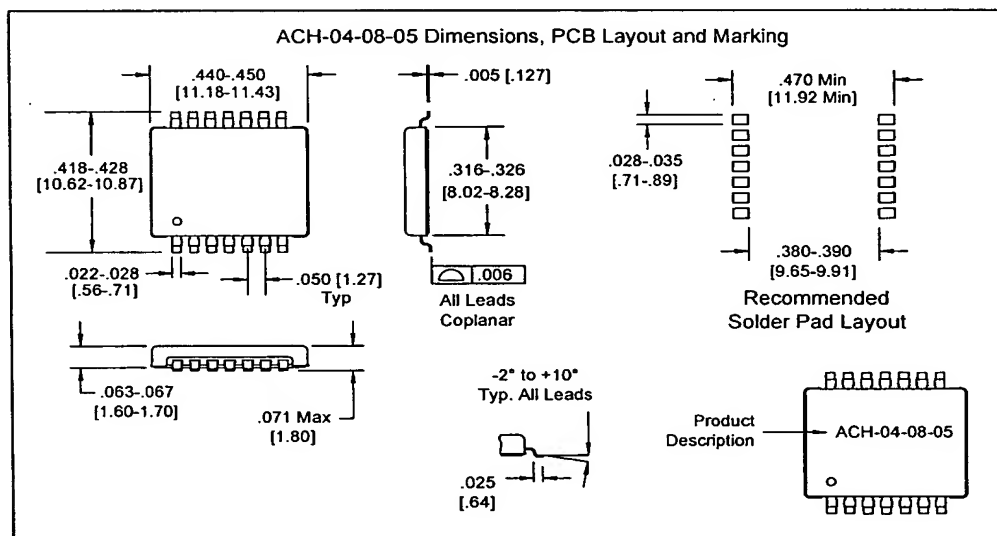 ACH-04-08-05 Dimensions, PCB Layout and Marking
.440-.450
[11.18-11.43]
.005 [.127]
.470 Min
[11.92 Min]
.418-.428
[10.62-10.87]
.316-.326
[8.02-8.28]
.028-.035
[.71-.89]
.022-.028
[.56-.71]
.050 [1.27]
Typ
.006
All Leads
Coplanar
.380-.390
[9.65-9.91]
Recommended
Solder Pad Layout
.063-.067
[1.60-1.70]
.071 Max
[1.80]
-2° to +10°
Typ. All Leads
.025
[.64]
Product
Description
ACH-04-08-05